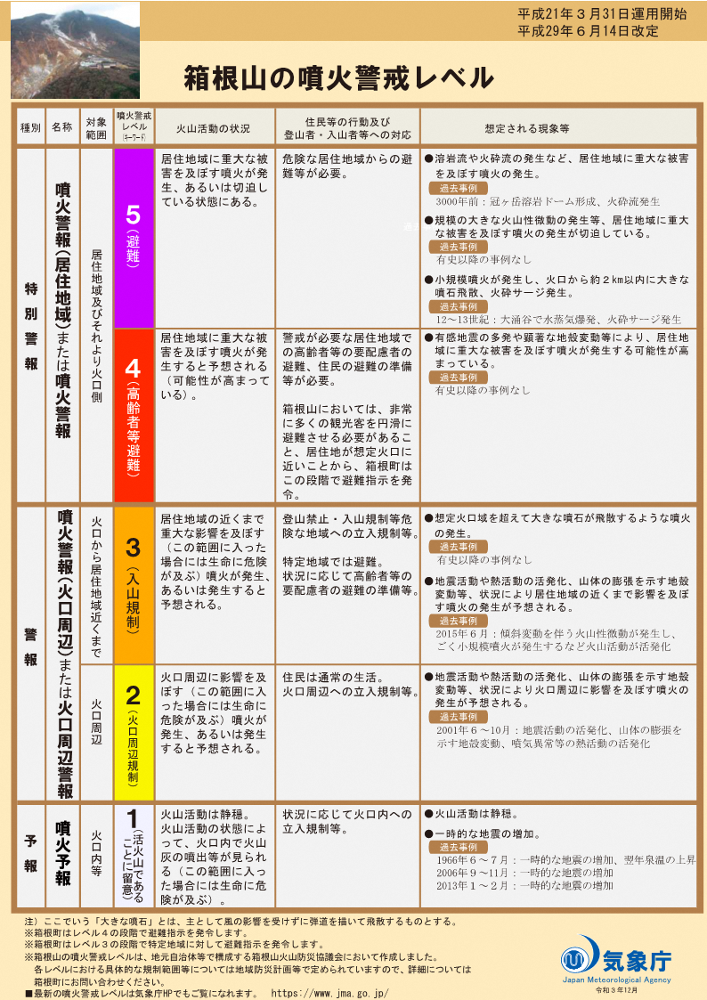 平成21年３月31日運用開始
平成29年６月14日改定
箱根山の噴火警戒レベル
種別
名称
対象
範囲
噴火警戒
レベル
(キーワード)
火山活動の状況
住民等の行動及び
登山者・入山者等への対応
想定される現象等
特別警報
噴火警報(居住地域)または噴火警報
居住地域及びそれより火口側
5
(避難)
居住地域に重大な被
害を及ぼす噴火が発
生、あるいは切迫し
ている状態にある。
危険な居住地域からの避
難等が必要。
●溶岩流や火砕流の発生など、居住地域に重大な被害
を及ぼす噴火の発生。
過去事例
3000年前：冠ヶ岳溶岩ドーム形成、火砕流発生
●規模の大きな火山性微動の発生等、居住地域に重大
な被害を及ぼす噴火の発生が切迫している。
過去事例
有史以降の事例なし
●小規模噴火が発生し、火口から約２km以内に大きな
噴石飛散、火砕サージ発生。
過去事例
12～13世紀：大涌谷で水蒸気爆発、火砕サージ発生
4
(高齢者等避難)
居住地域に重大な被
害を及ぼす噴火が発
生すると予想される
（可能性が高まって
いる）。
警戒が必要な居住地域で
の高齢者等の要配慮者の
避難、住民の避難の準備
等が必要。
箱根山においては、非常
に多くの観光客を円滑に
避難させる必要があるこ
と、居住地が想定火口に
近いことから、箱根町は
この段階で避難指示を発
令。
●有感地震の多発や顕著な地殻変動等により、居住地
域に重大な被害を及ぼす噴火が発生する可能性が高
まっている。
過去事例
有史以降の事例なし
警報
噴火警報(火口周辺)または火口周辺警報
火口から居住地域近くまで
3
(入山規制)
居住地域の近くまで
重大な影響を及ぼす
（この範囲に入った
場合には生命に危険
が及ぶ）噴火が発生、
あるいは発生すると
予想される。
登山禁止・入山規制等危
険な地域への立入規制等。
特定地域では避難。
状況に応じて高齢者等の
要配慮者の避難の準備等。
●想定火口域を超えて大きな噴石が飛散するような噴火
の発生。
過去事例
有史以降の事例なし
●地震活動や熱活動の活発化、山体の膨張を示す地殻
変動等、状況により居住地域の近くまで影響を及ぼ
す噴火の発生が予想される。
過去事例
2015年６月：傾斜変動を伴う火山性微動が発生し、
ごく小規模噴火が発生するなど火山活動が活発化
火口周辺
2
(火口周辺規制)
火口周辺に影響を及
ぼす（この範囲に入
った場合には生命に
危険が及ぶ）噴火が
発生、あるいは発生
すると予想される。
住民は通常の生活。
火口周辺への立入規制等。
●地震活動や熱活動の活発化、山体の膨張を示す地殻
変動等、状況により火口周辺に影響を及ぼす噴火の
発生が予想される。
過去事例
2001年６～10月：地震活動の活発化、山体の膨張を
示す地殻変動、噴気異常等の熱活動の活発化
予報
噴火予報
火口内等
1
(活火山である
ことに留意)
火山活動は静穏。
火山活動の状態によ
って、火口内で火山
灰の噴出等が見られ
る（この範囲に入っ
た場合には生命に危
険が及ぶ）。
状況に応じて火口内への
立入規制等。
●火山活動は静穏。
●一時的な地震の増加。
過去事例
1966年６～７月：一時的な地震の増加、翌年泉温の上昇
2006年９～11月：一時的な地震の増加
2013年１～２月：一時的な地震の増加
注）ここでいう「大きな噴石」とは、主として風の影響を受けずに弾道を描いて飛散するものとする。
※箱根町はレベル４の段階で避難指示を発令します。
※箱根町はレベル３の段階で特定地域に対して避難指示を発令します。
※箱根山の噴火警戒レベルは、地元自治体等で構成する箱根山火山防災協議会において作成しました。
各レベルにおける具体的な規制範囲等については地域防災計画等で定められていますので、詳細については
箱根町にお問い合わせください。
■最新の噴火警戒レベルは気象庁HPでもご覧になれます。 https://www.jma.go.jp/
気象庁
Japan Meteorological Agency
令和３年12月